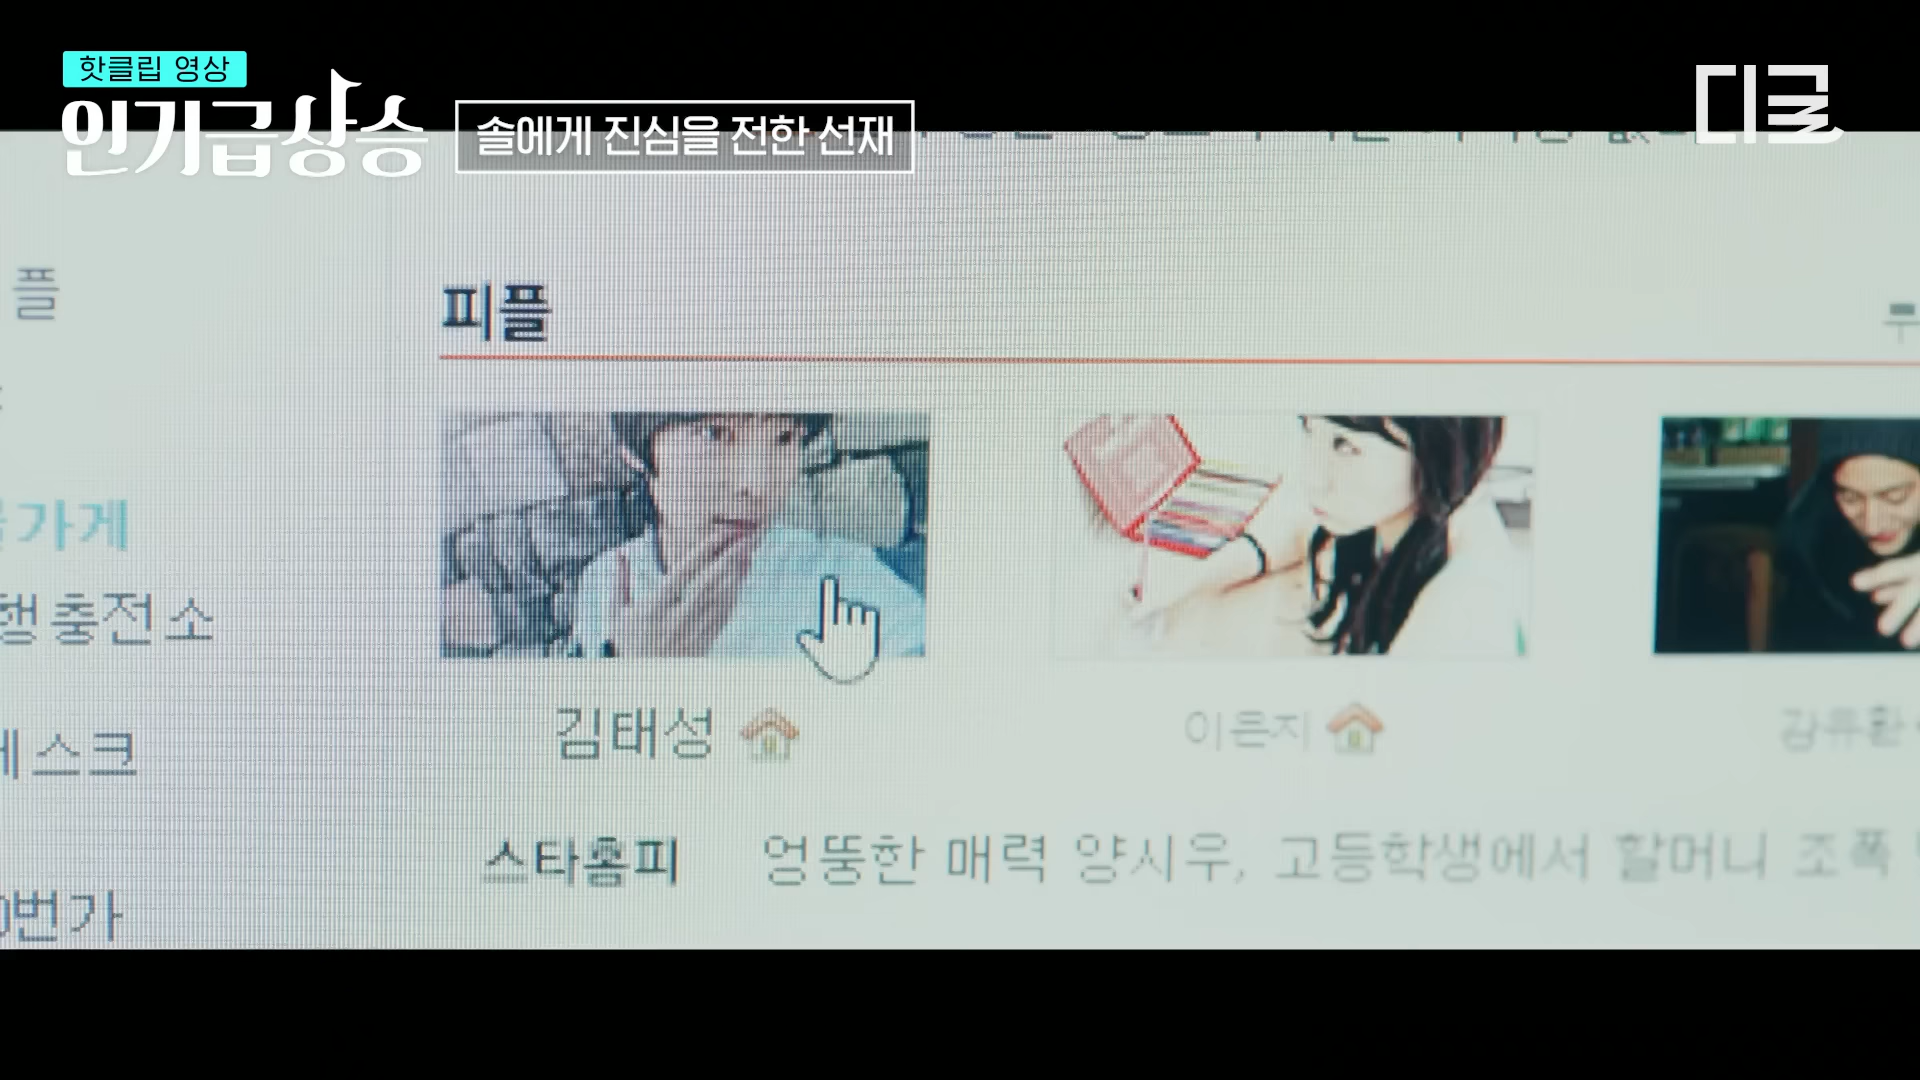 핫클립 영상
인기급상승
솔에게 진심을 전한 선재
디글
플
피플
가게
행충전소
김태성
이은지
강유환
스크
스타홈피 엉뚱한 매력 양시우, 고등학생에서 할머니 조폭
번가